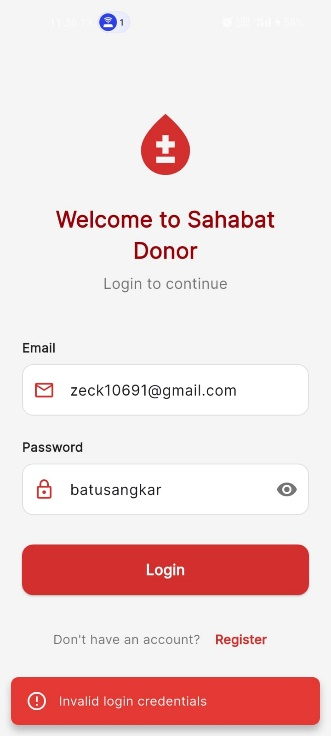 1
Welcome to Sahabat
Donor
Login to continue
Email
zeck10691@gmail.com
Password
batusangkar
Login
Don't have an account? Register
Invalid login credentials